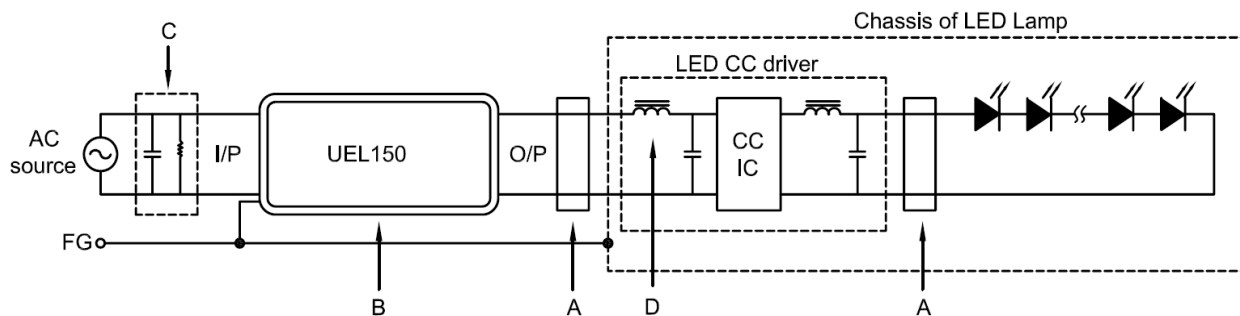 Chassis of LED Lamp
C
LED CC driver
AC
source
I/P
UEL150
O/P
CC
IC
FG
B
A
D
A